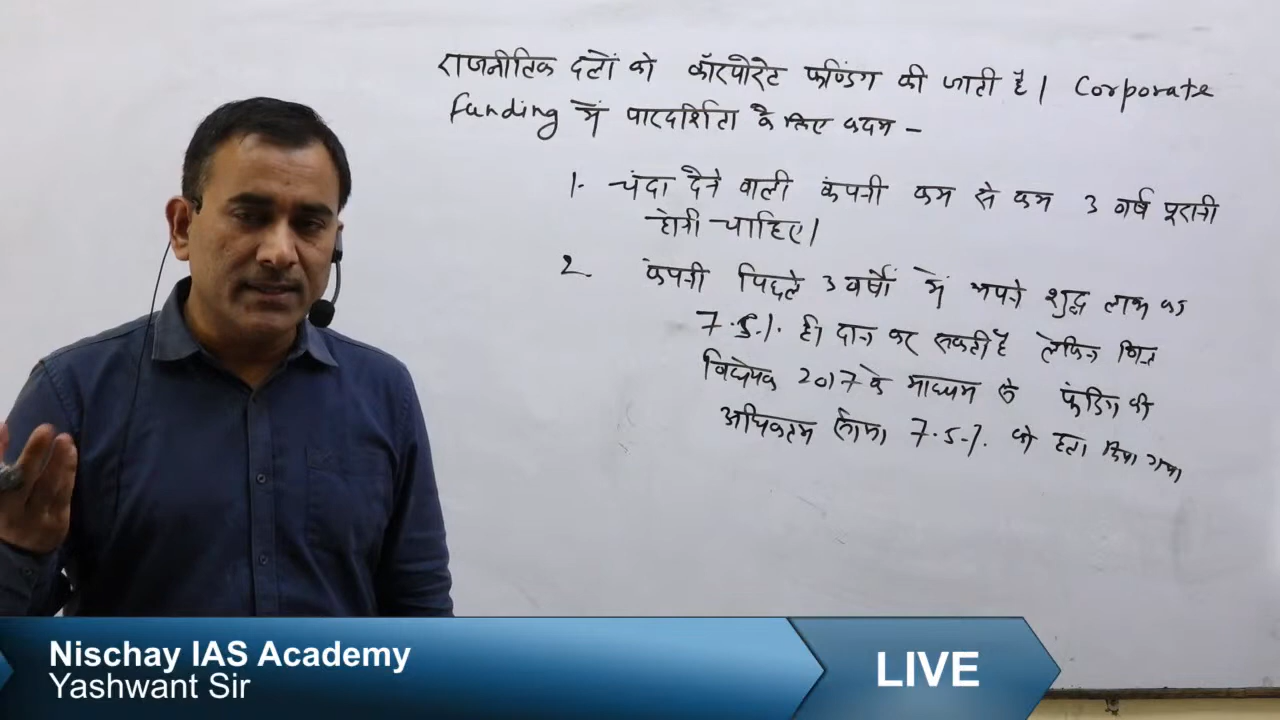 राजनीतिक दलों को कॉरपोरेट फण्डिंग की जाती है। Corporate
funding में पारदर्शिता के लिए कदम -
1. चंदा देने वाली कंपनी कम से कम 3 वर्ष पूरानी
होनी चाहिए।
2. कंपनी पिछले 3 वर्षों में अपने शुद्ध लाभ का
7.5% ही दान कर सकती है लेकिन वित्त
विधेयक 2017 के माध्यम से फंडिंग की
अधिकतम सीमा 7.5% को हटा दिया गया
Nischay IAS Academy
Yashwant Sir
LIVE